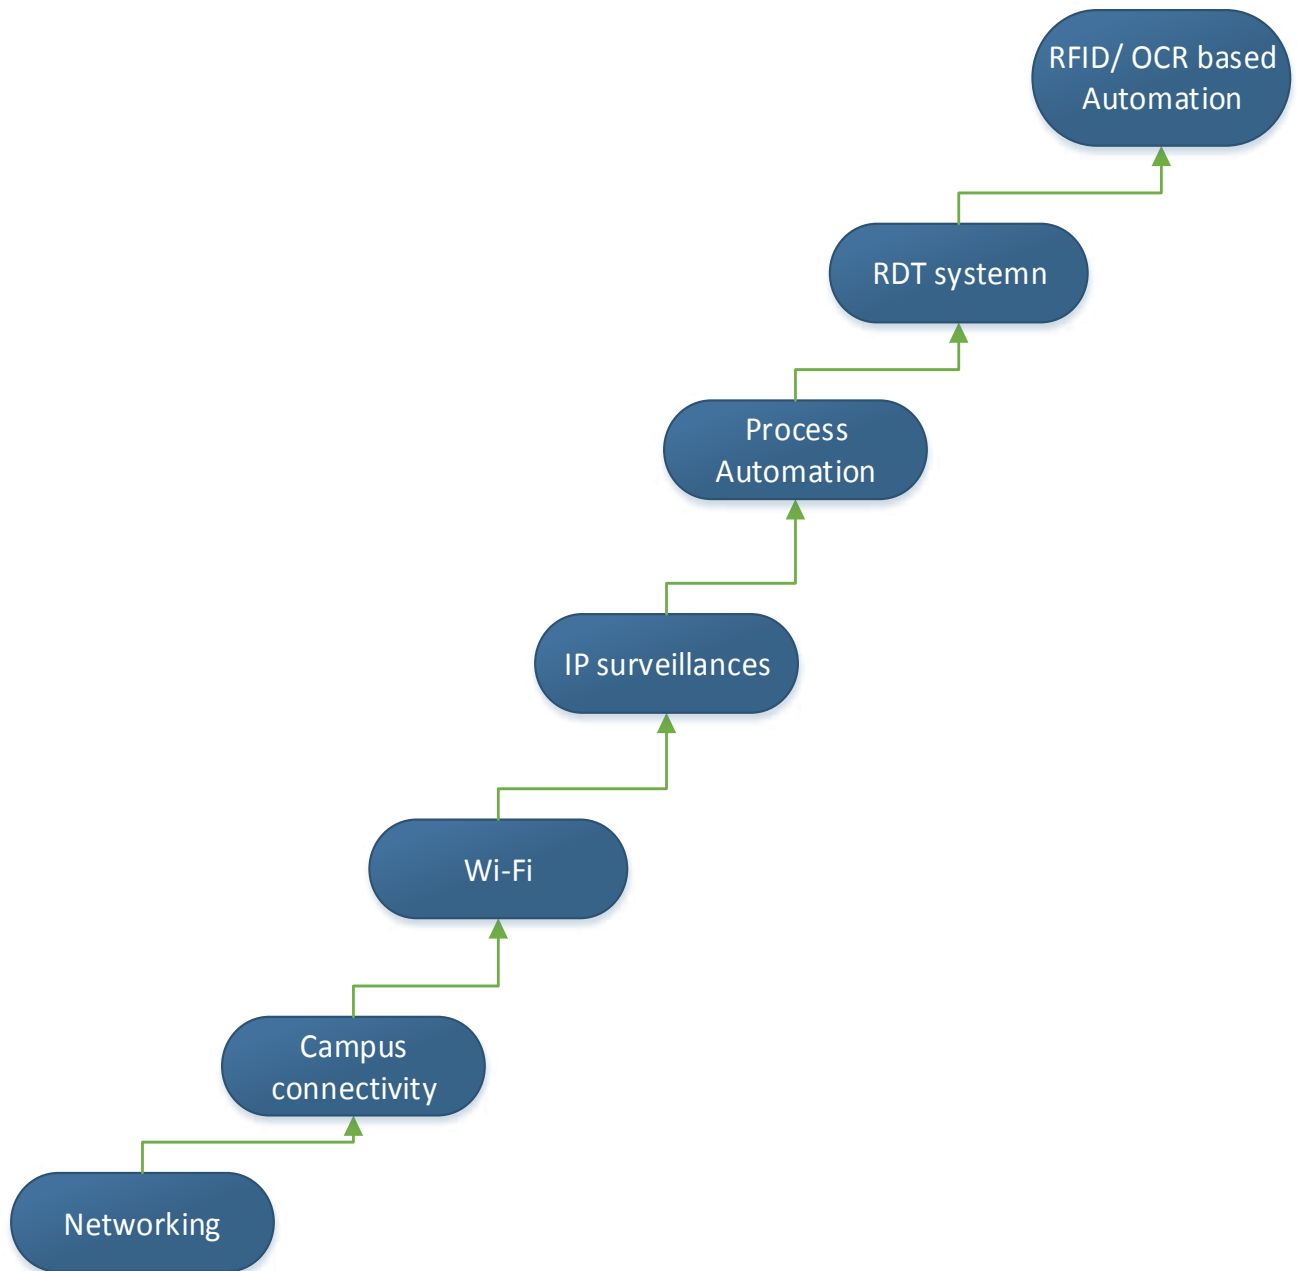 RFID/ OCR based
Automation
RDT systemn
Process
Automation
IP surveillances
Wi-Fi
Campus
connectivity
Networking